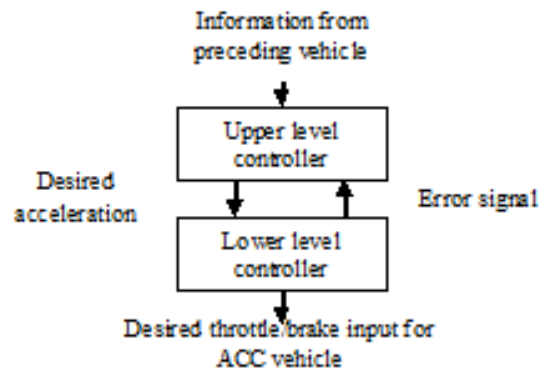 Information from
preceding vehicle
Upper level
controller
Desired
acceleration
Error signal
Lower level
controller
Desired throttle/brake input for
ACC vehicle